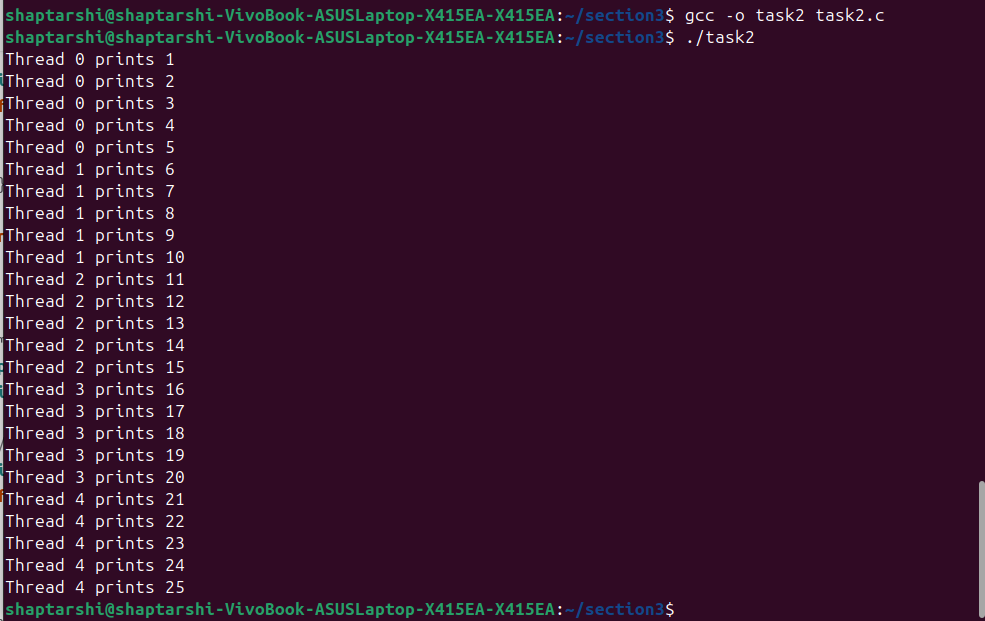 shaptarshi@shaptarshi-VivoBook-ASUSLaptop-X415EA-X415EA:~/section3$ gcc -o task2 task2.c
shaptarshi@shaptarshi-VivoBook-ASUSLaptop-X415EA-X415EA:~/section3$ ./task2
Thread 0 prints 1
Thread 0 prints 2
Thread 0 prints 3
Thread 0 prints 4
Thread 0 prints 5
Thread 1 prints 6
Thread 1 prints 7
Thread 1 prints 8
Thread 1 prints 9
Thread 1 prints 10
Thread 2 prints 11
Thread 2 prints 12
Thread 2 prints 13
Thread 2 prints 14
Thread 2 prints 15
Thread 3 prints 16
Thread 3 prints 17
Thread 3 prints 18
Thread 3 prints 19
Thread 3 prints 20
Thread 4 prints 21
Thread 4 prints 22
Thread 4 prints 23
Thread 4 prints 24
Thread 4 prints 25
shaptarshi@shaptarshi-VivoBook-ASUSLaptop-X415EA-X415EA:~/section3$